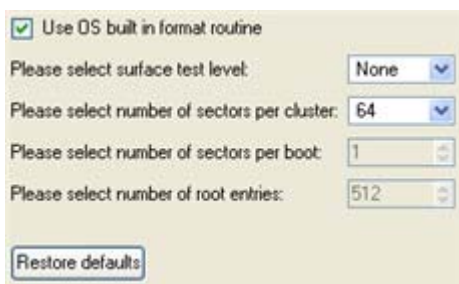 Use OS built in format routine
Please select surface test level: None
Please select number of sectors per cluster: 64
Please select number of sectors per boot: 1
Please select number of root entries: 512
Restore defaults